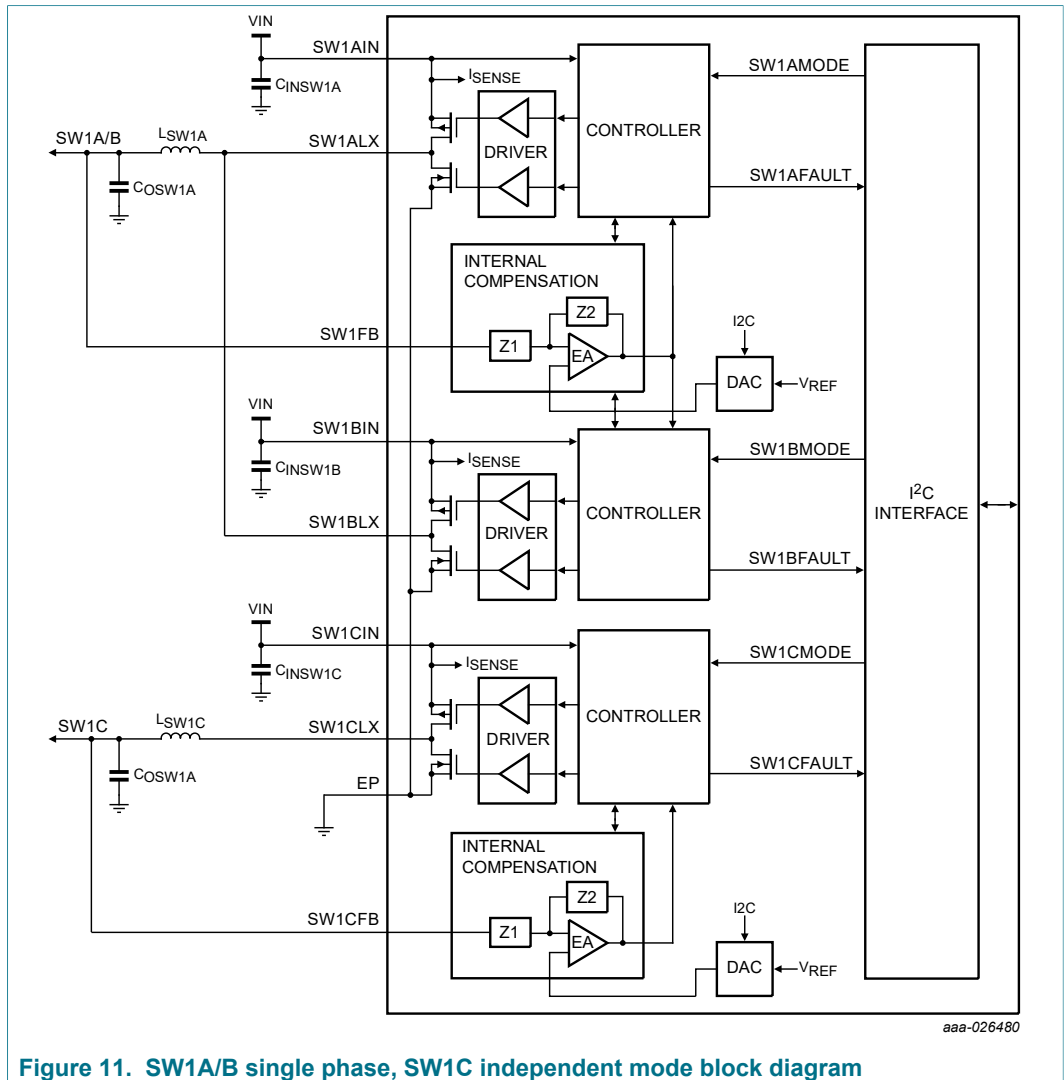 VIN
SW1AIN
CINSW1A
ISENSE
SW1AMODE
CONTROLLER
SW1A/B
LSW1A
SW1ALX
DRIVER
COSW1A
SW1AFAULT
INTERNAL
COMPENSATION
Z2
I2C
SW1FB
Z1
EA
DAC
VREF
VIN
SW1BIN
SW1BMODE
CINSW1B
ISENSE
I2C
INTERFACE
CONTROLLER
SW1BLX
DRIVER
SW1BFAULT
VIN
SW1CIN
CINSW1C
ISENSE
SW1CMODE
CONTROLLER
SW1C
LSW1C
SW1CLX
DRIVER
COSW1A
SW1CFAULT
EP
INTERNAL
COMPENSATION
Z2
I2C
SW1CFB
Z1
EA
DAC
VREF
aaa-026480
Figure 11. SW1A/B single phase, SW1C independent mode block diagram